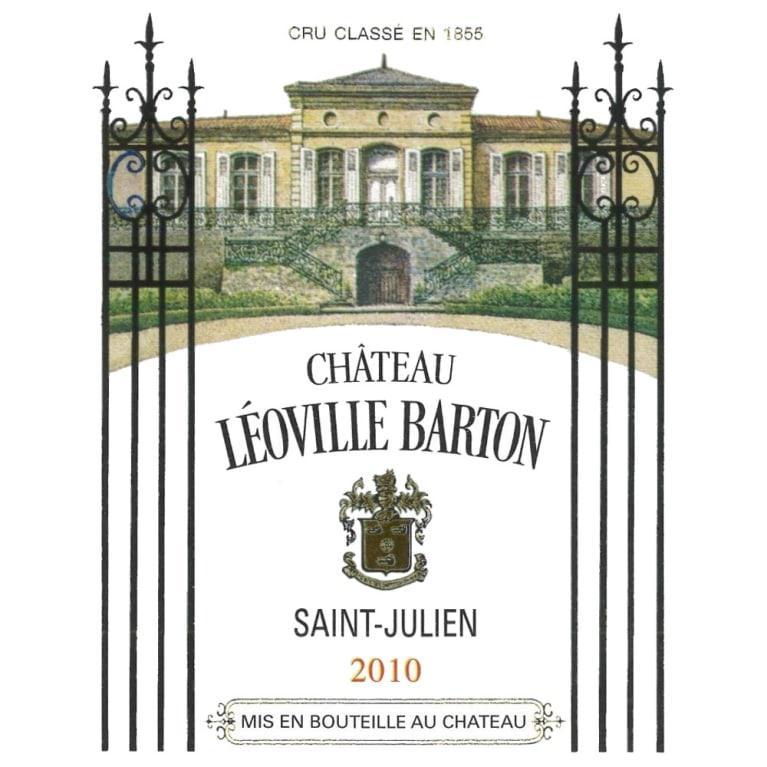 CRU CLASSÉ EN 1855
CHÂTEAU
LÉOVILLE BARTON
SAINT-JULIEN
2010
MIS EN BOUTEILLE AU CHATEAU